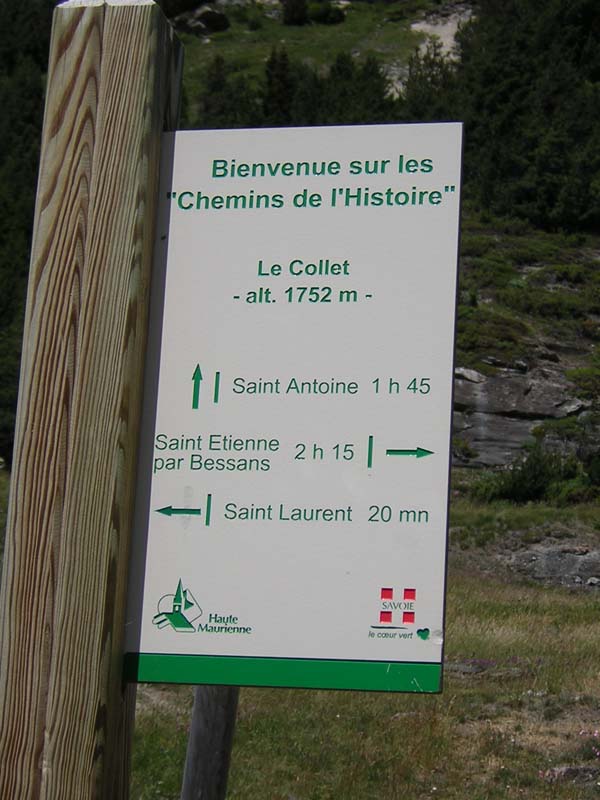 Bienvenue sur les
"Chemins de l'Histoire"
Le Collet
- alt. 1752 m -
Saint Antoine 1 h 45
Saint Etienne
par Bessans 2 h 15
Saint Laurent 20 mn
Haute
Maurienne
SAVOIE
le cœur vert